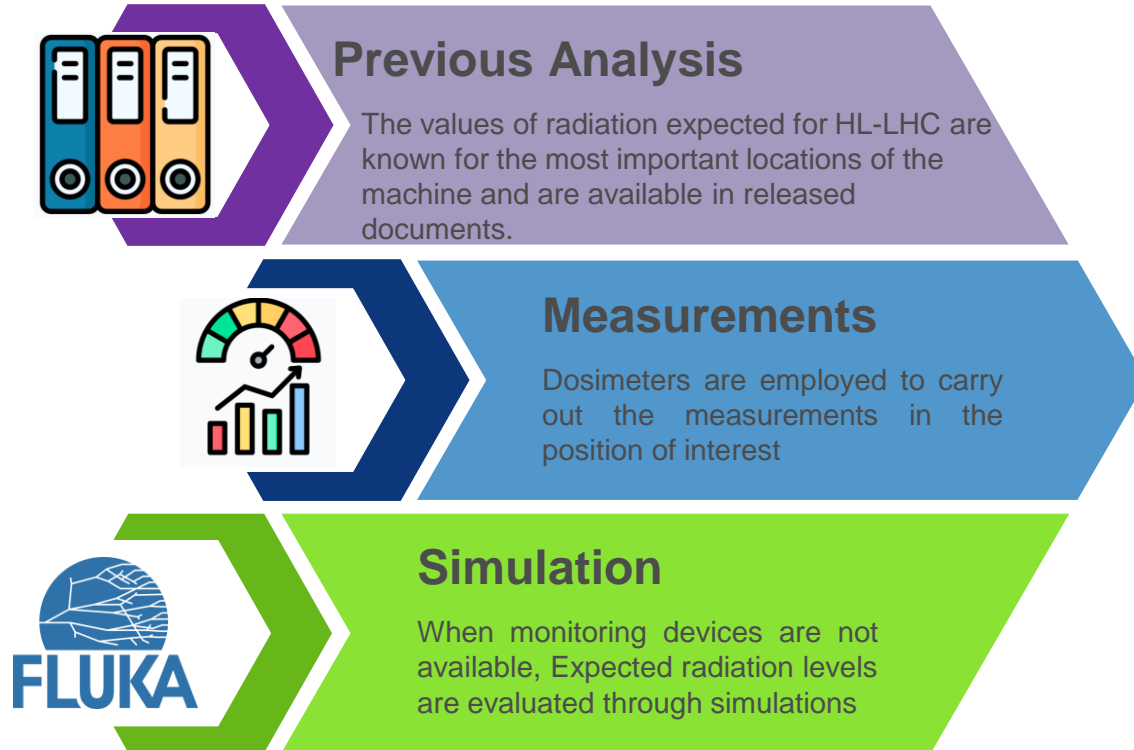 Previous Analysis
The values of radiation expected for HL-LHC are
known for the most important locations of the
machine and are available in released
documents.
Measurements
Dosimeters are employed to carry
out the measurements in the
position of interest
FLUKA
Simulation
When monitoring devices are not
available, Expected radiation levels
are evaluated through simulations